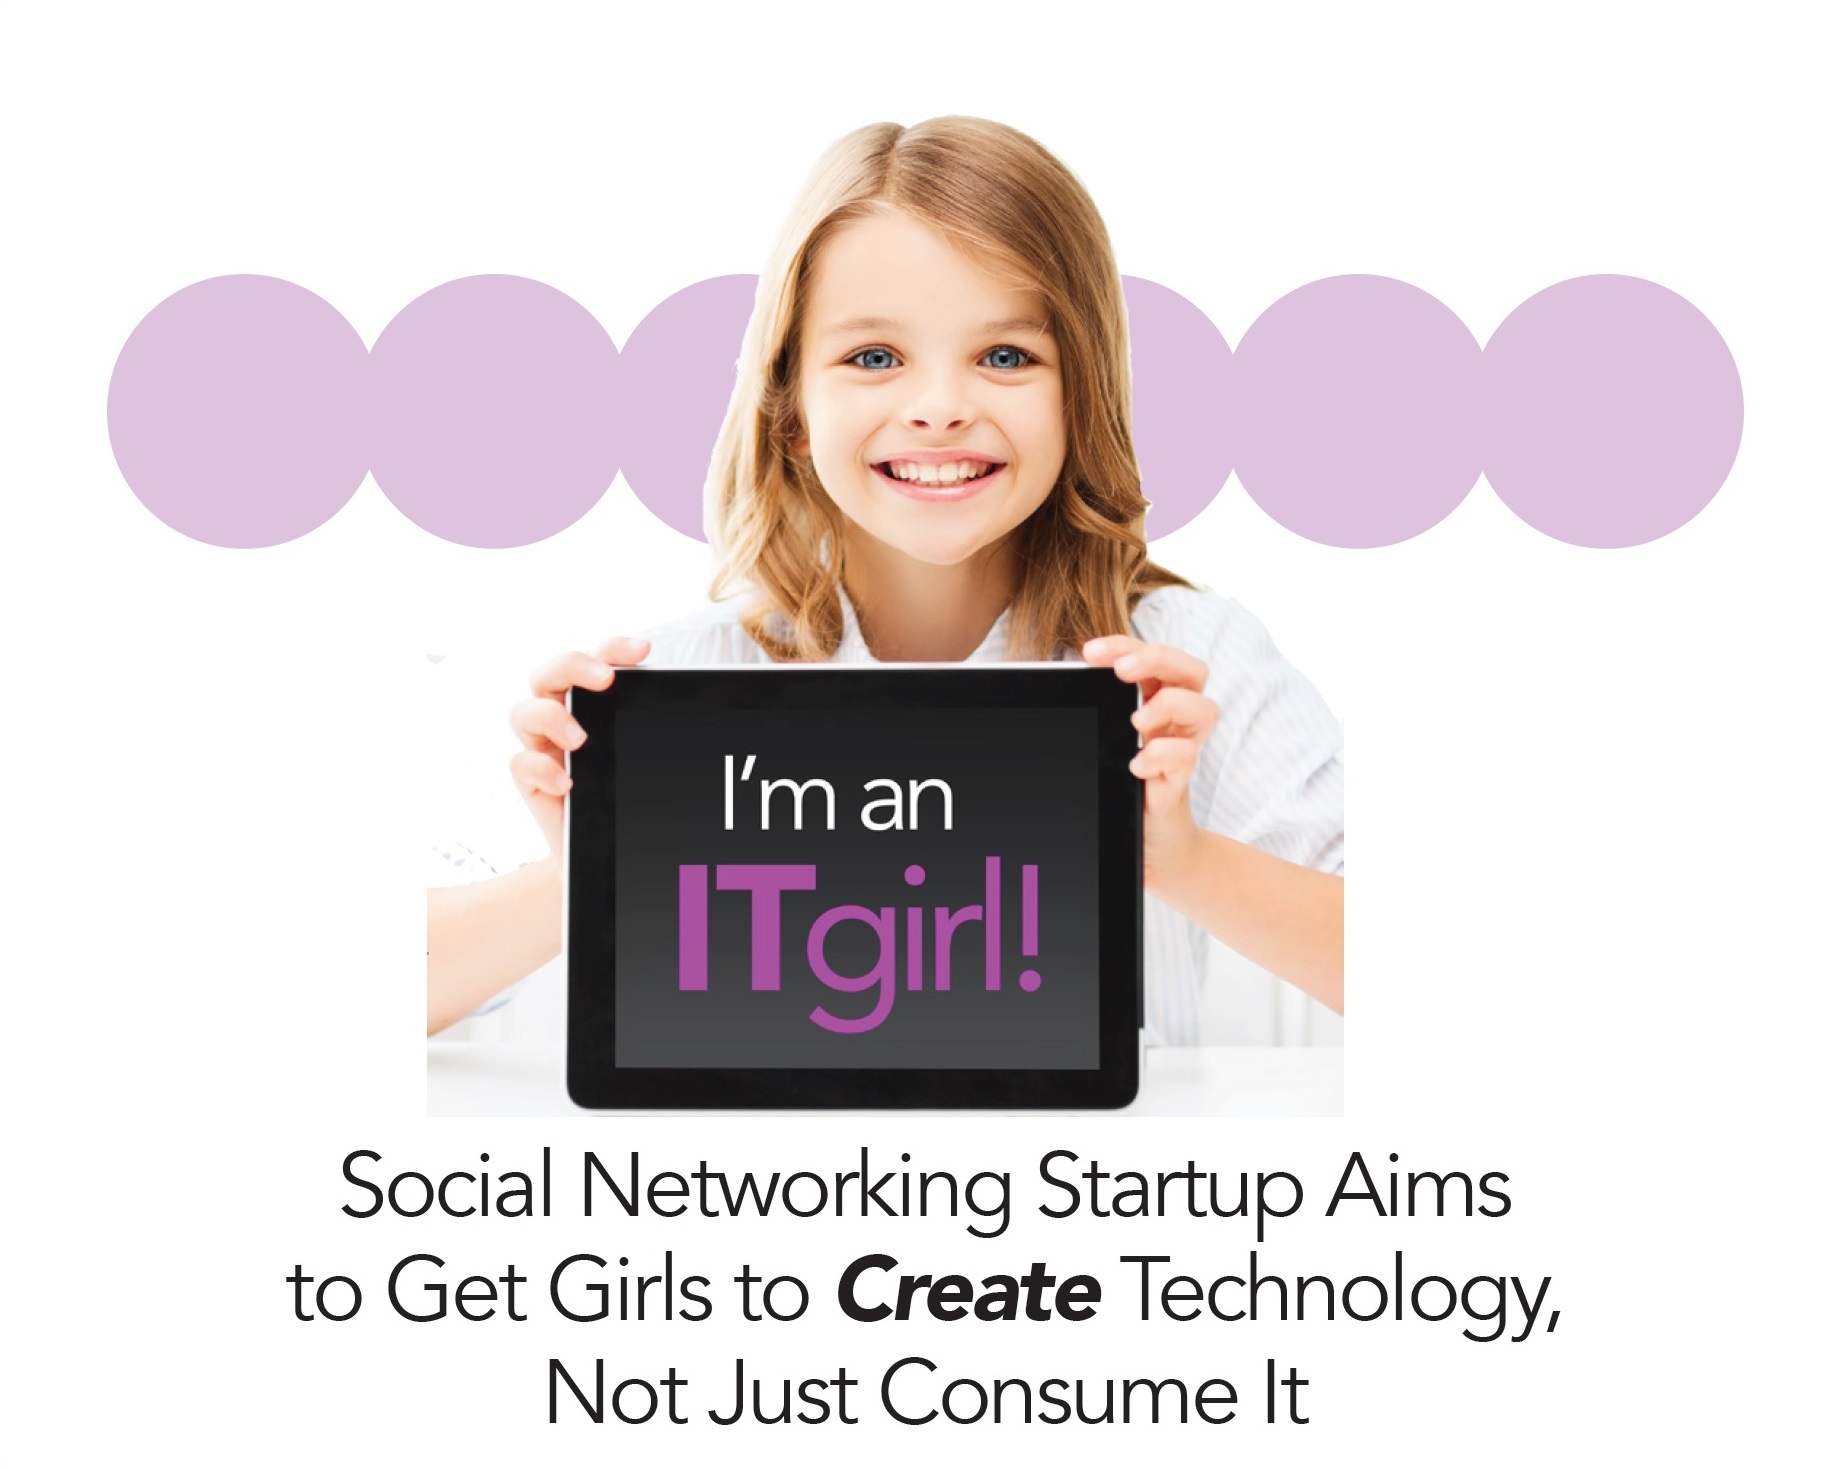 I'm an
ITgirl!
Social Networking Startup Aims
to Get Girls to Create Technology,
Not Just Consume It